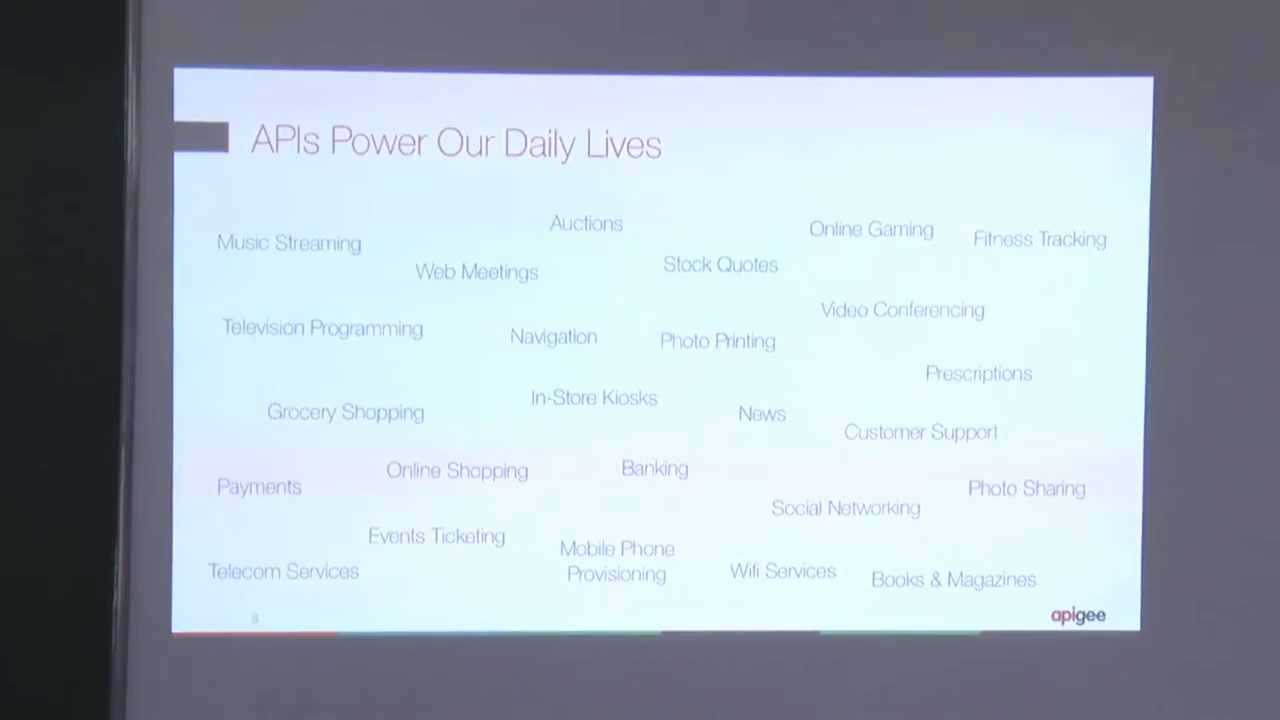 APIs Power Our Daily Lives
Auctions
Online Gaming
Fitness Tracking
Music Streaming
Web Meetings
Stock Quotes
Video Conferencing
Television Programming
Navigation
Photo Printing
Prescriptions
In-Store Kiosks
Grocery Shopping
News
Customer Support
Online Shopping
Banking
Payments
Photo Sharing
Social Networking
Events Ticketing
Mobile Phone
Provisioning
Telecom Services
Wifi Services
Books & Magazines
apigee